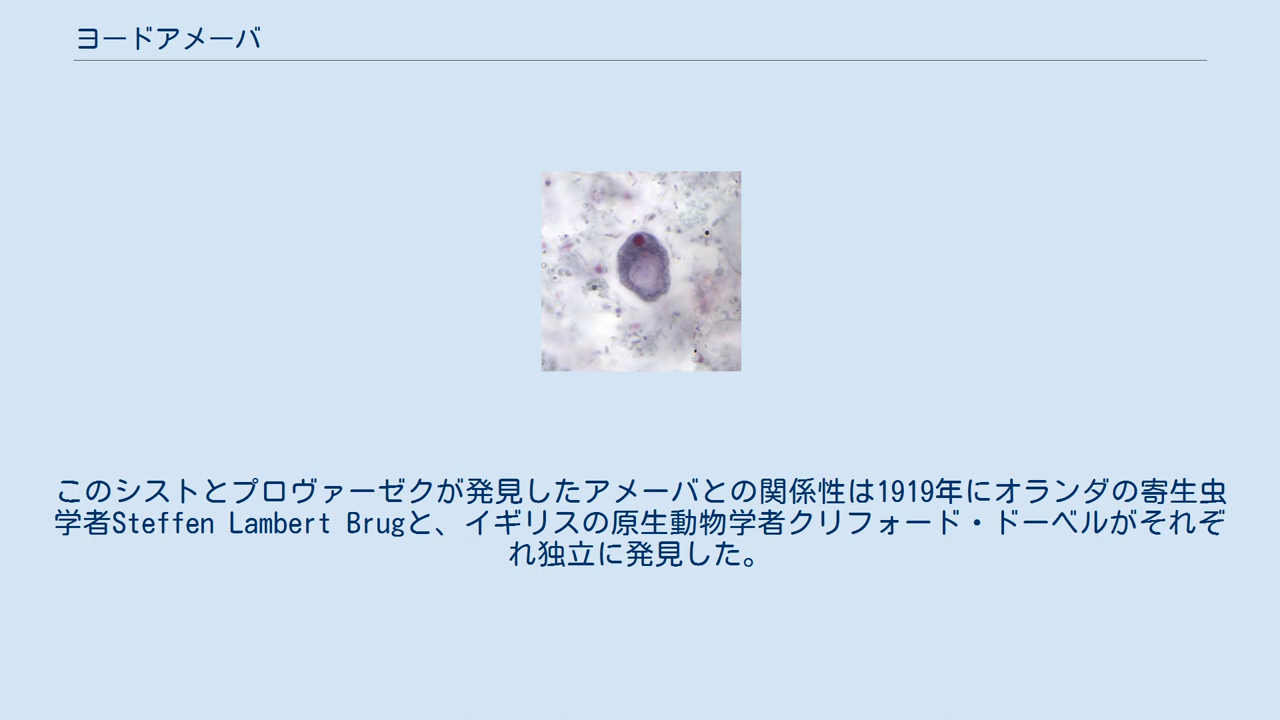 ヨードアメーバ
このシストとプロヴァーゼクが発見したアメーバとの関係性は1919年にオランダの寄生虫
学者Steffen Lambert Brugと、イギリスの原生動物学者クリフォード・ドーベルがそれぞ
れ独立に発見した。